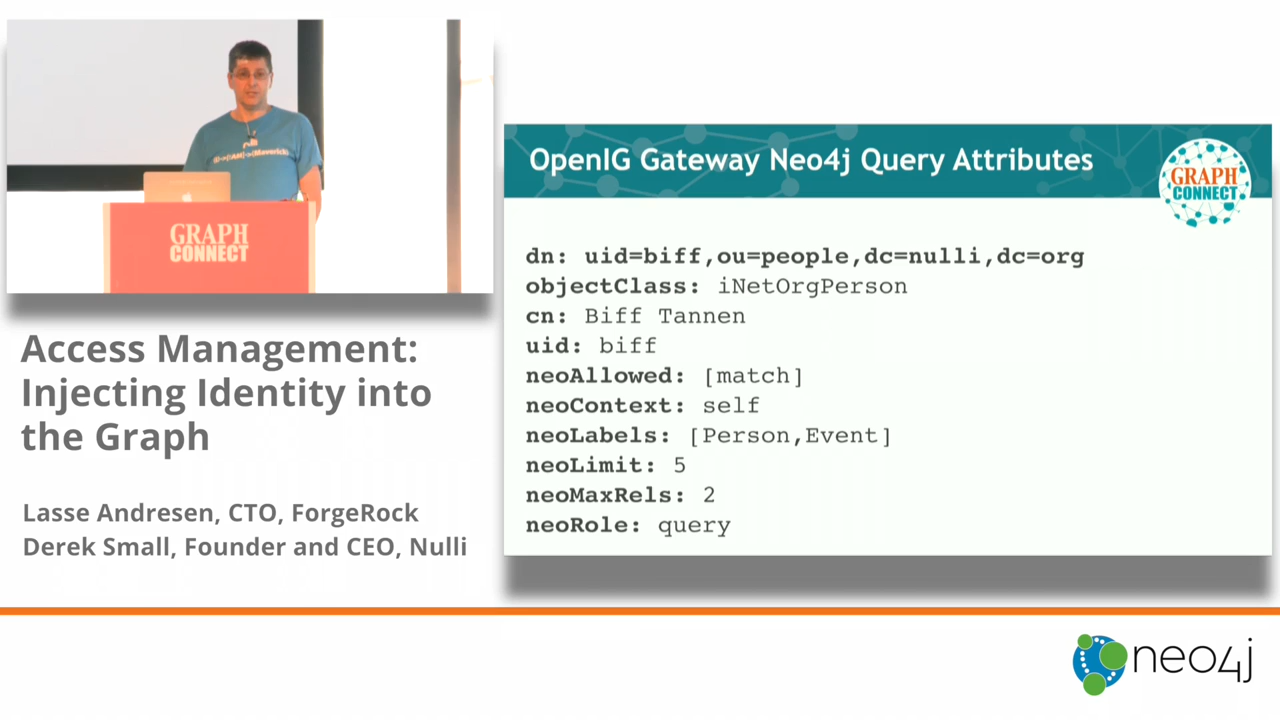 GRAPH
CONNECT
Access Management:
Injecting Identity into
the Graph
Lasse Andresen, CTO, ForgeRock
Derek Small, Founder and CEO, Nulli
OpenIG Gateway Neo4j Query Attributes
GRAPH
CONNECT
dn: uid=biff,ou=people,dc=nulli,dc=org
objectClass: iNetOrgPerson
cn: Biff Tannen
uid: biff
neoAllowed: [match]
neoContext: self
neoLabels: [Person,Event]
neoLimit: 5
neoMaxRels: 2
neoRole: query
neo4j